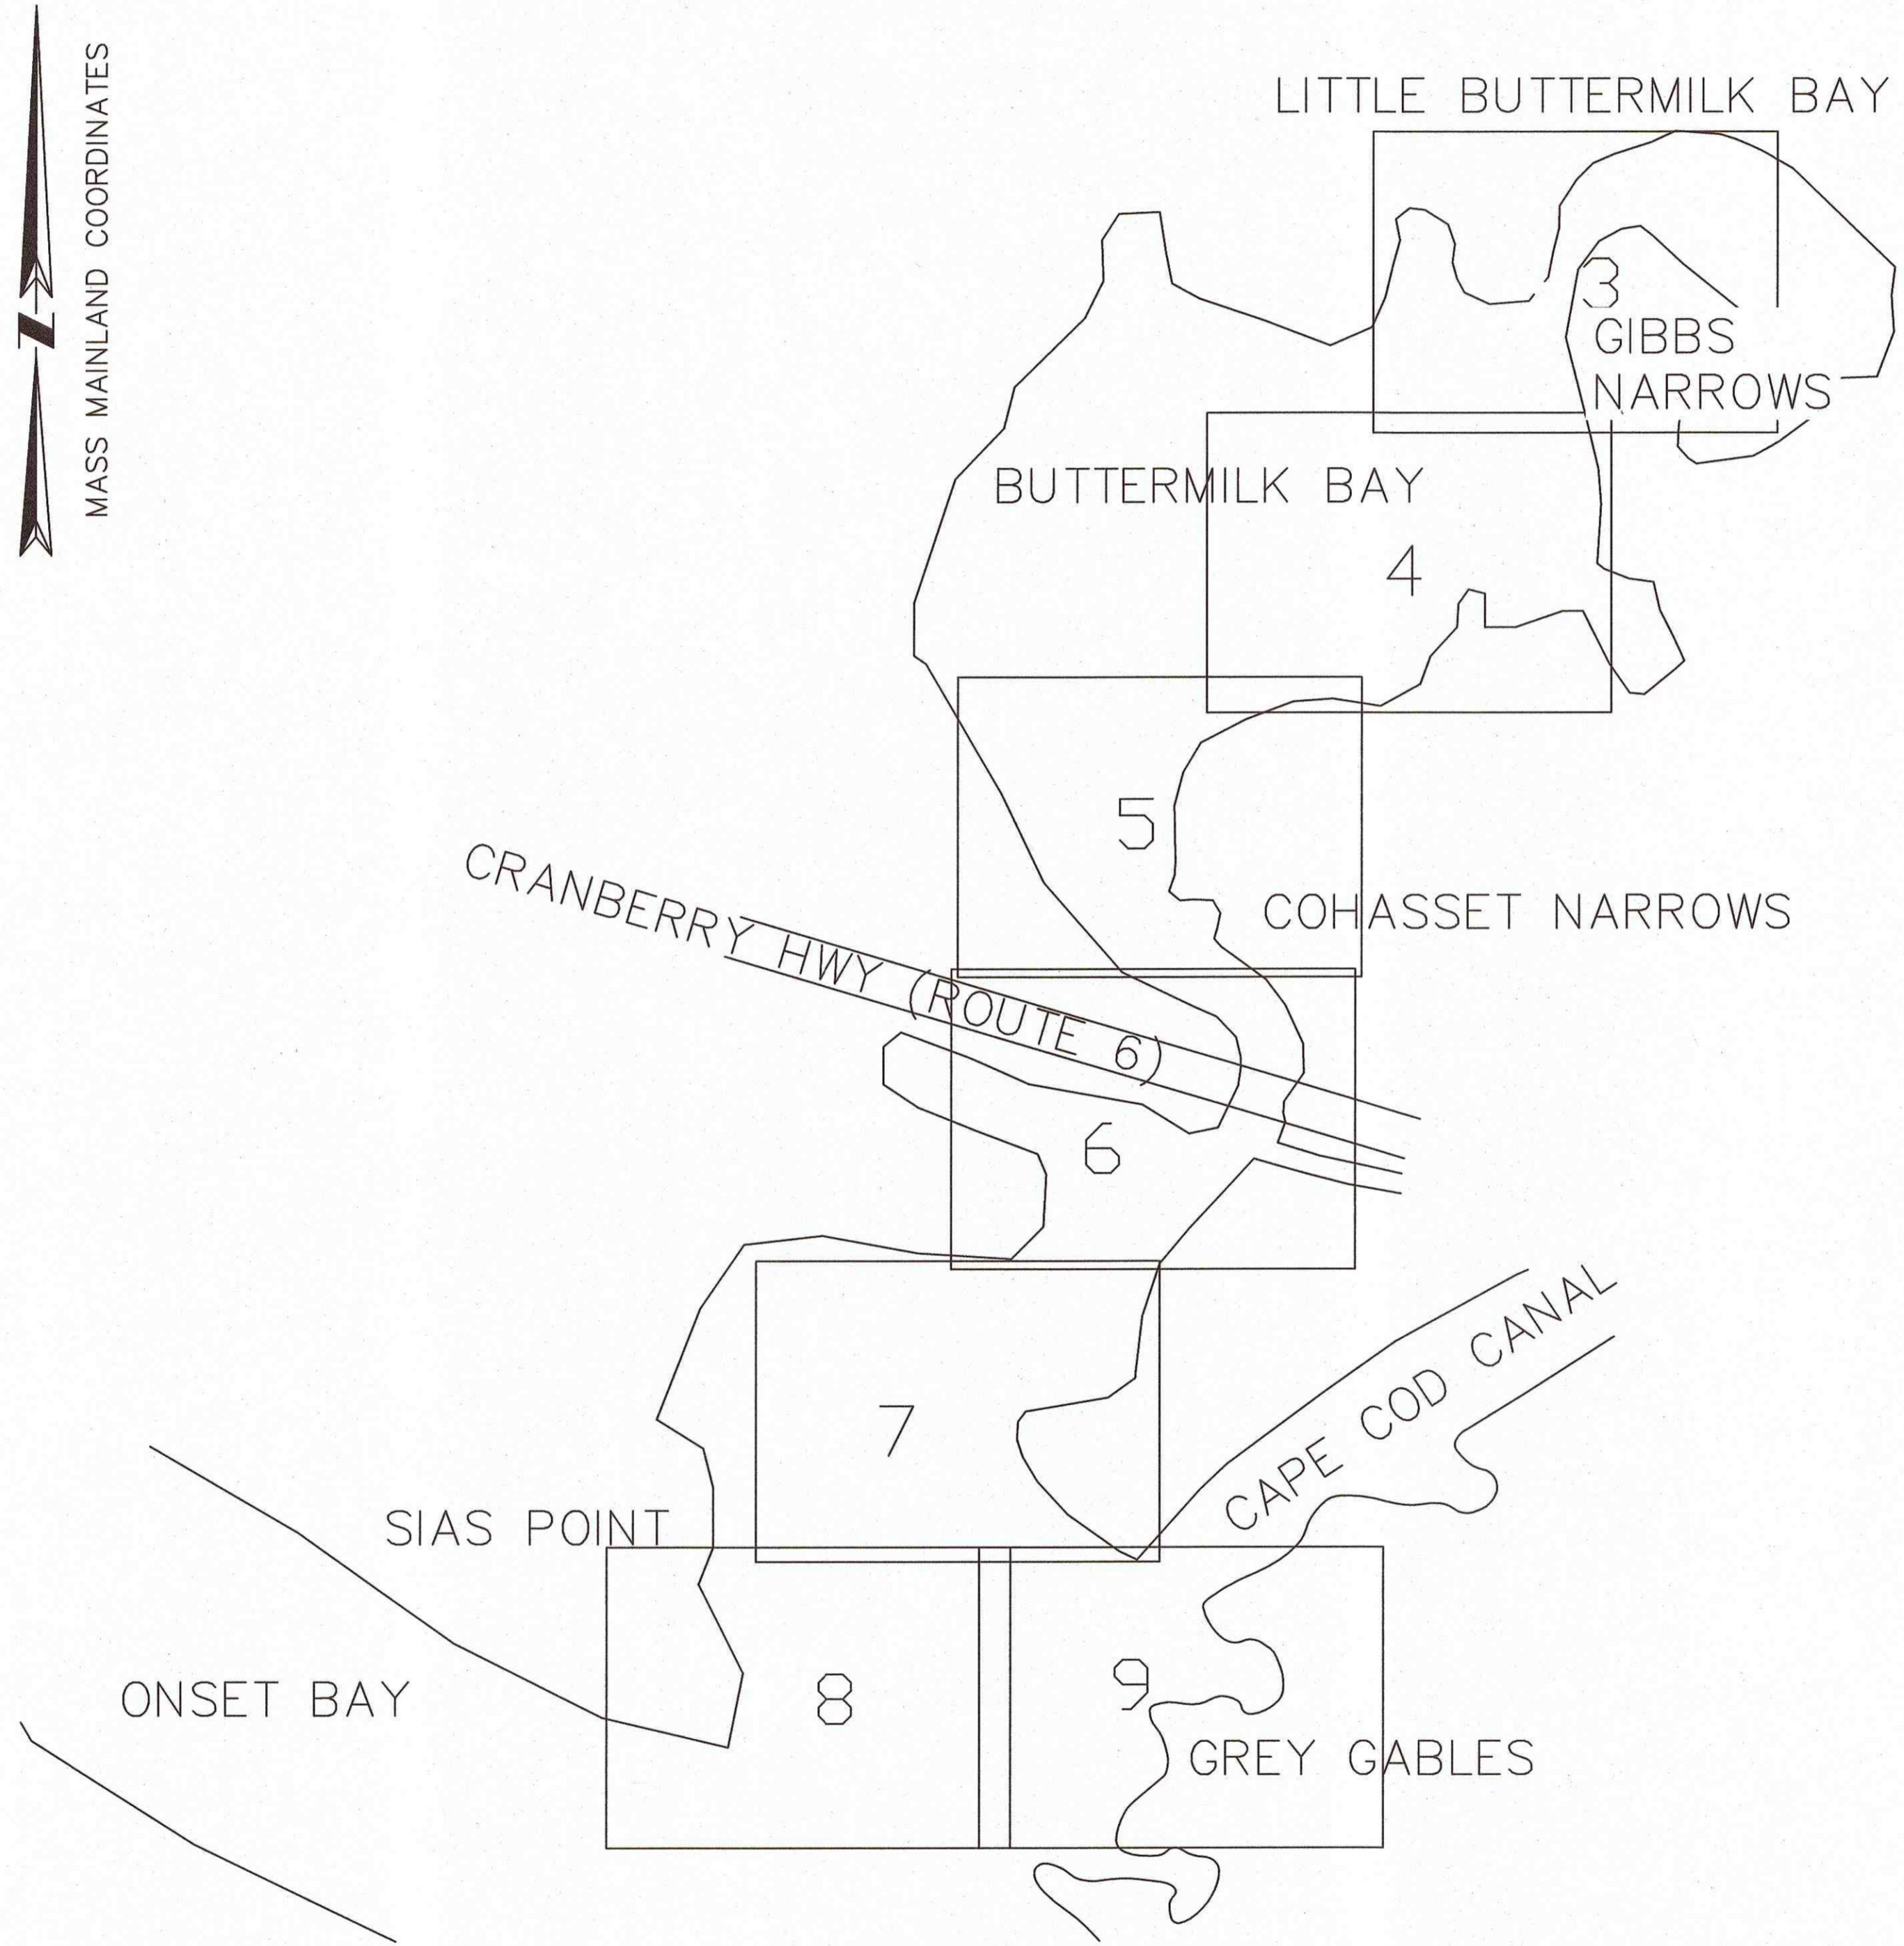 MASS MAINLAND COORDINATES
N
LITTLE BUTTERMILK BAY
3
GIBBS
NARROWS
BUTTERMILK BAY
4
5
CRANBERRY HWY (ROUTE 6)
COHASSET NARROWS
6
CAPE COD CANAL
7
SIAS POINT
8
9
ONSET BAY
GREY GABLES